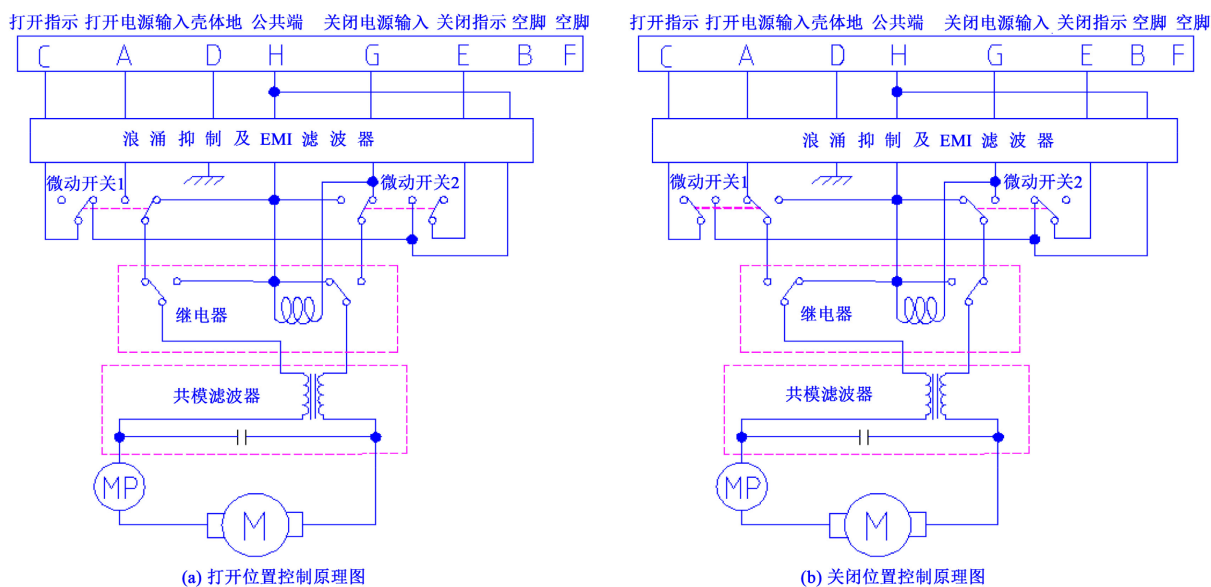 打开指示 打开电源输入壳体地 公共端 关闭电源输入 关闭指示 空脚 空脚
C A D H G E B F
浪涌抑制及EMI滤波器
微动开关1 微动开关2
继电器
共模滤波器
MP
M
(a) 打开位置控制原理图
打开指示 打开电源输入壳体地 公共端 关闭电源输入 关闭指示 空脚 空脚
C A D H G E B F
浪涌抑制及EMI滤波器
微动开关1 微动开关2
继电器
共模滤波器
MP
M
(b) 关闭位置控制原理图